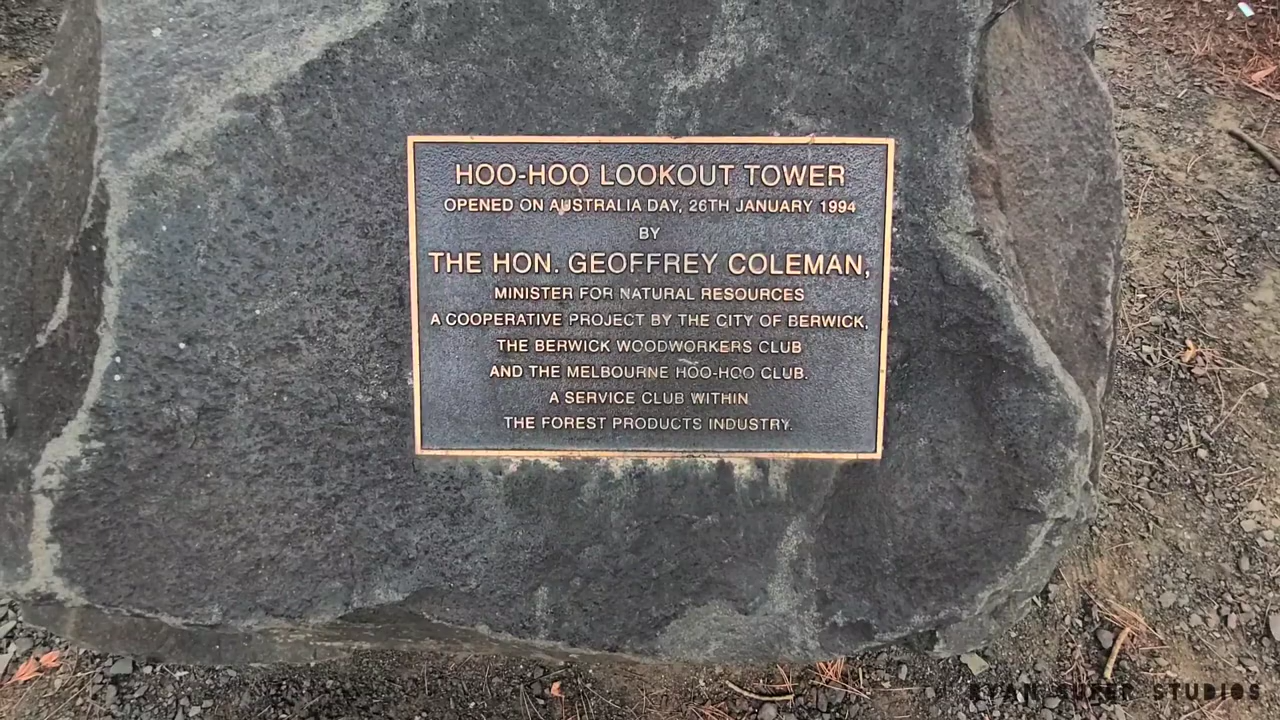 HOO-HOO LOOKOUT TOWER
OPENED ON AUSTRALIA DAY, 26TH JANUARY 1994
BY
THE HON. GEOFFREY COLEMAN,
MINISTER FOR NATURAL RESOURCES
A COOPERATIVE PROJECT BY THE CITY OF BERWICK,
THE BERWICK WOODWORKERS CLUB
AND THE MELBOURNE HOO-HOO CLUB.
A SERVICE CLUB WITHIN
THE FOREST PRODUCTS INDUSTRY.
RYAN SUTER STUDIOS